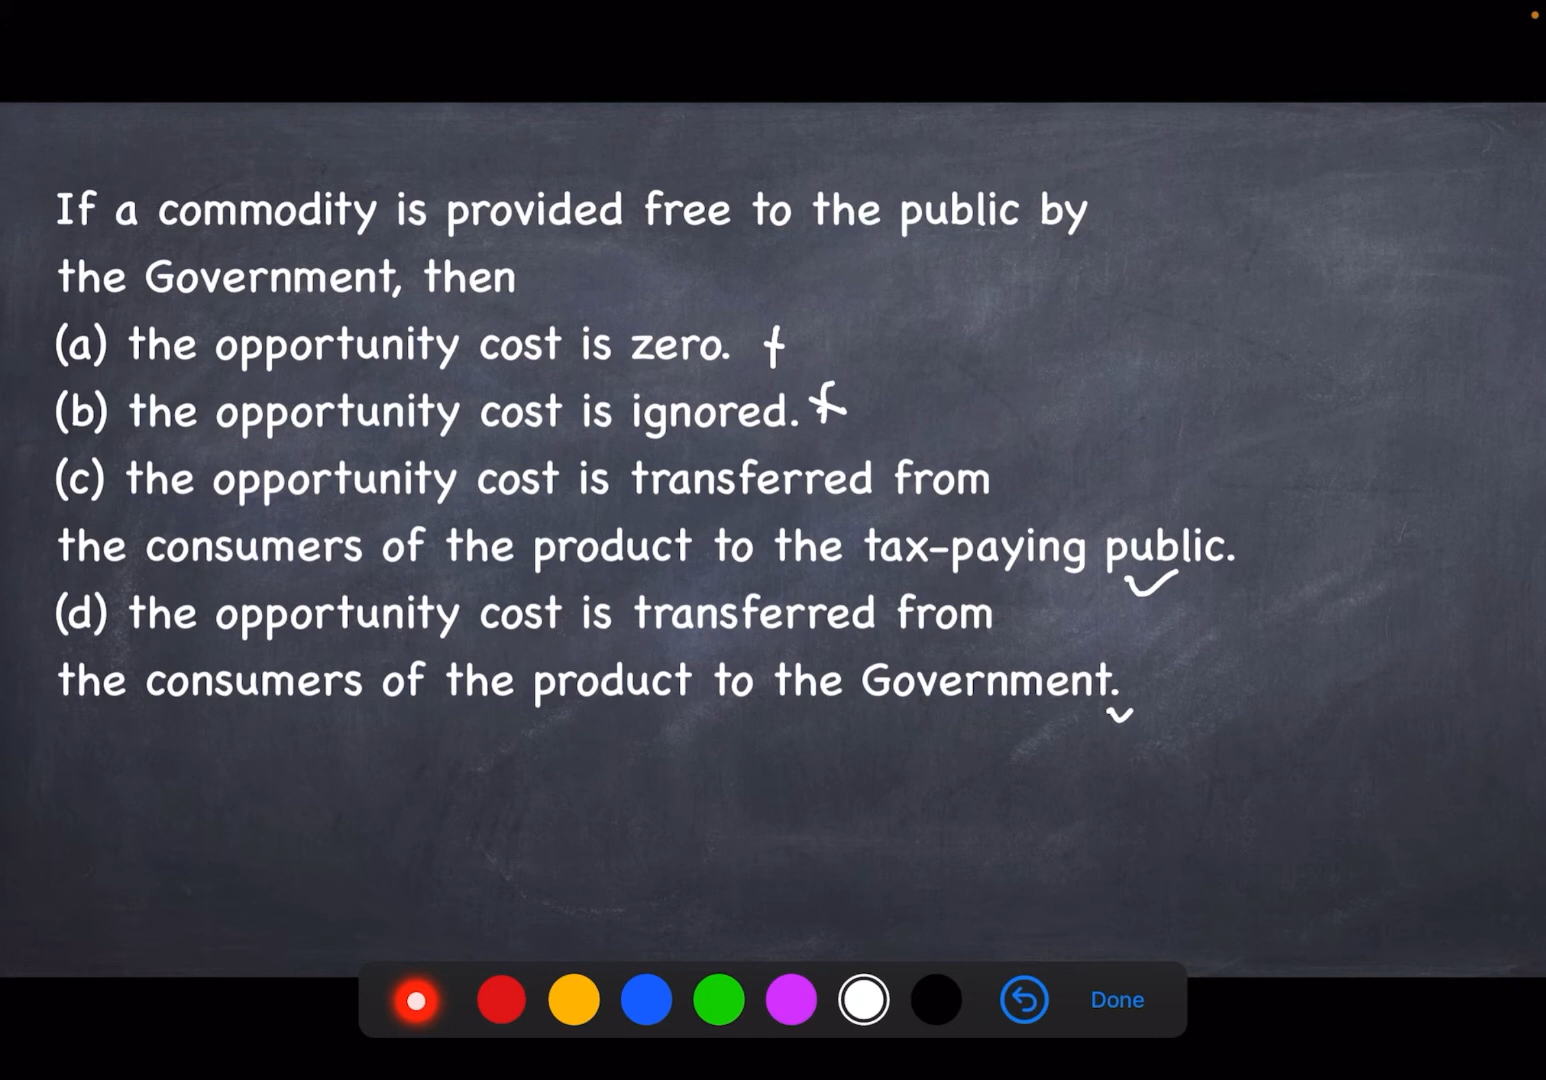 If a commodity is provided free to the public by
the Government, then
(a) the opportunity cost is zero.
(b) the opportunity cost is ignored.
(c) the opportunity cost is transferred from
the consumers of the product to the tax-paying public.
(d) the opportunity cost is transferred from
the consumers of the product to the Government.
Done